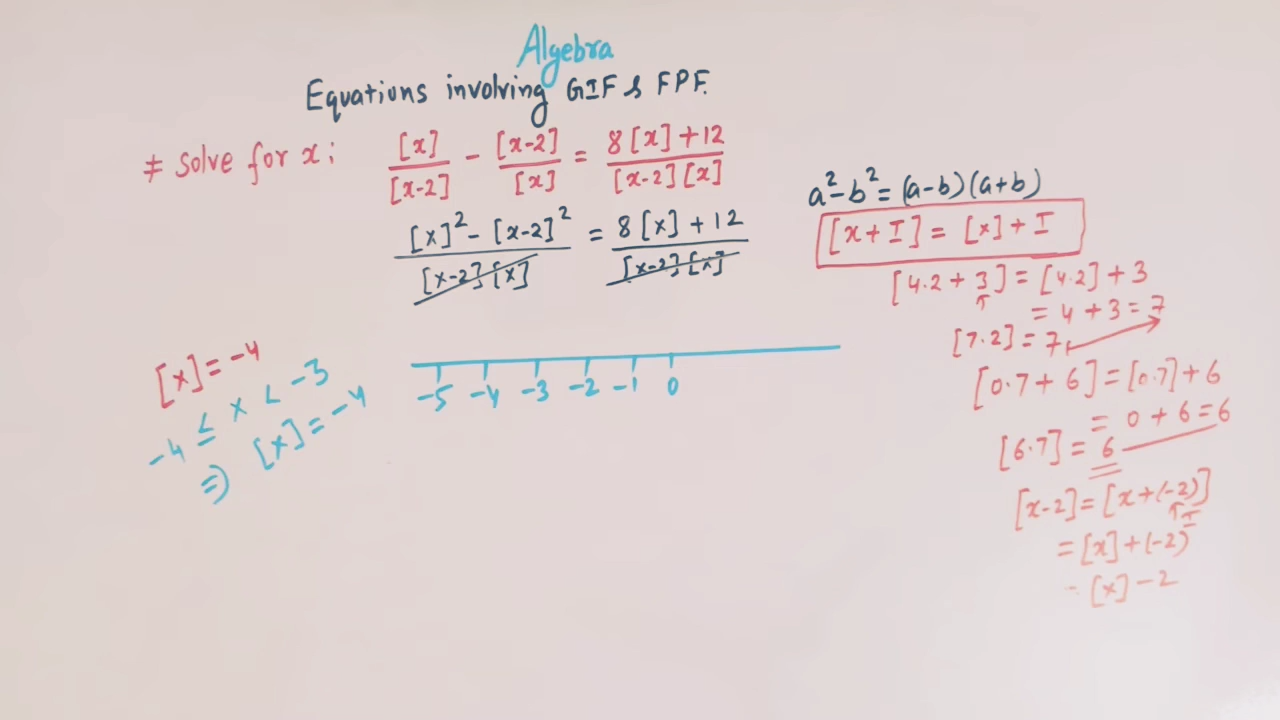 Algebra
Equations involving GIF & FPF.
# Solve for x: [x]/[x-2] - [x-2]/[x] = 8[x]+12/[x-2][x]
[x]² - [x-2]²/[x-2][x] = 8[x]+12/[x-2][x]
[x] = -4
-4 ≤ x < -3
⇒ [x] = -4
-5 -4 -3 -2 -1 0
a² - b² = (a-b)(a+b)
[x+I] = [x]+I
[4.2+3] = [4.2]+3
= 4+3 = 7
[7.2] = 7
[0.7+6] = [0.7]+6
= 0+6 = 6
[6.7] = 6
[x-2] = [x+(-2)]
I
= [x]+(-2)
= [x]-2